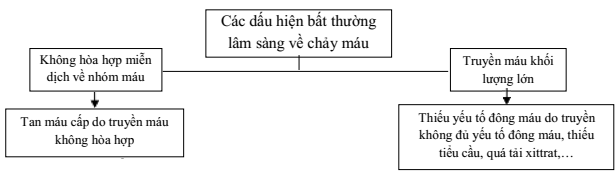 Các dấu hiện bất thường
lâm sàng về chảy máu
Không hòa hợp miễn
dịch về nhóm máu
Truyền máu khối
lượng lớn
Tan máu cấp do truyền máu
không hòa hợp
Thiếu yếu tố đông máu do truyền
không đủ yếu tố đông máu, thiếu
tiểu cầu, quá tải xittrat,…